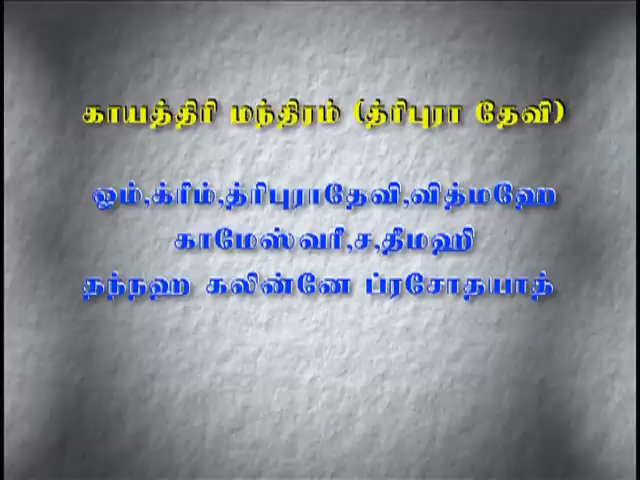 காயத்திரி மந்திரம் (த்ரிபுரா தேவி)
ஓம்,க்ரிம்,த்ரிபுராதேவி,வித்மஹே
காமேஸ்வரீ,ச,தீமஹி
தந்நஹ கலின்னே ப்ரசோதயாத்